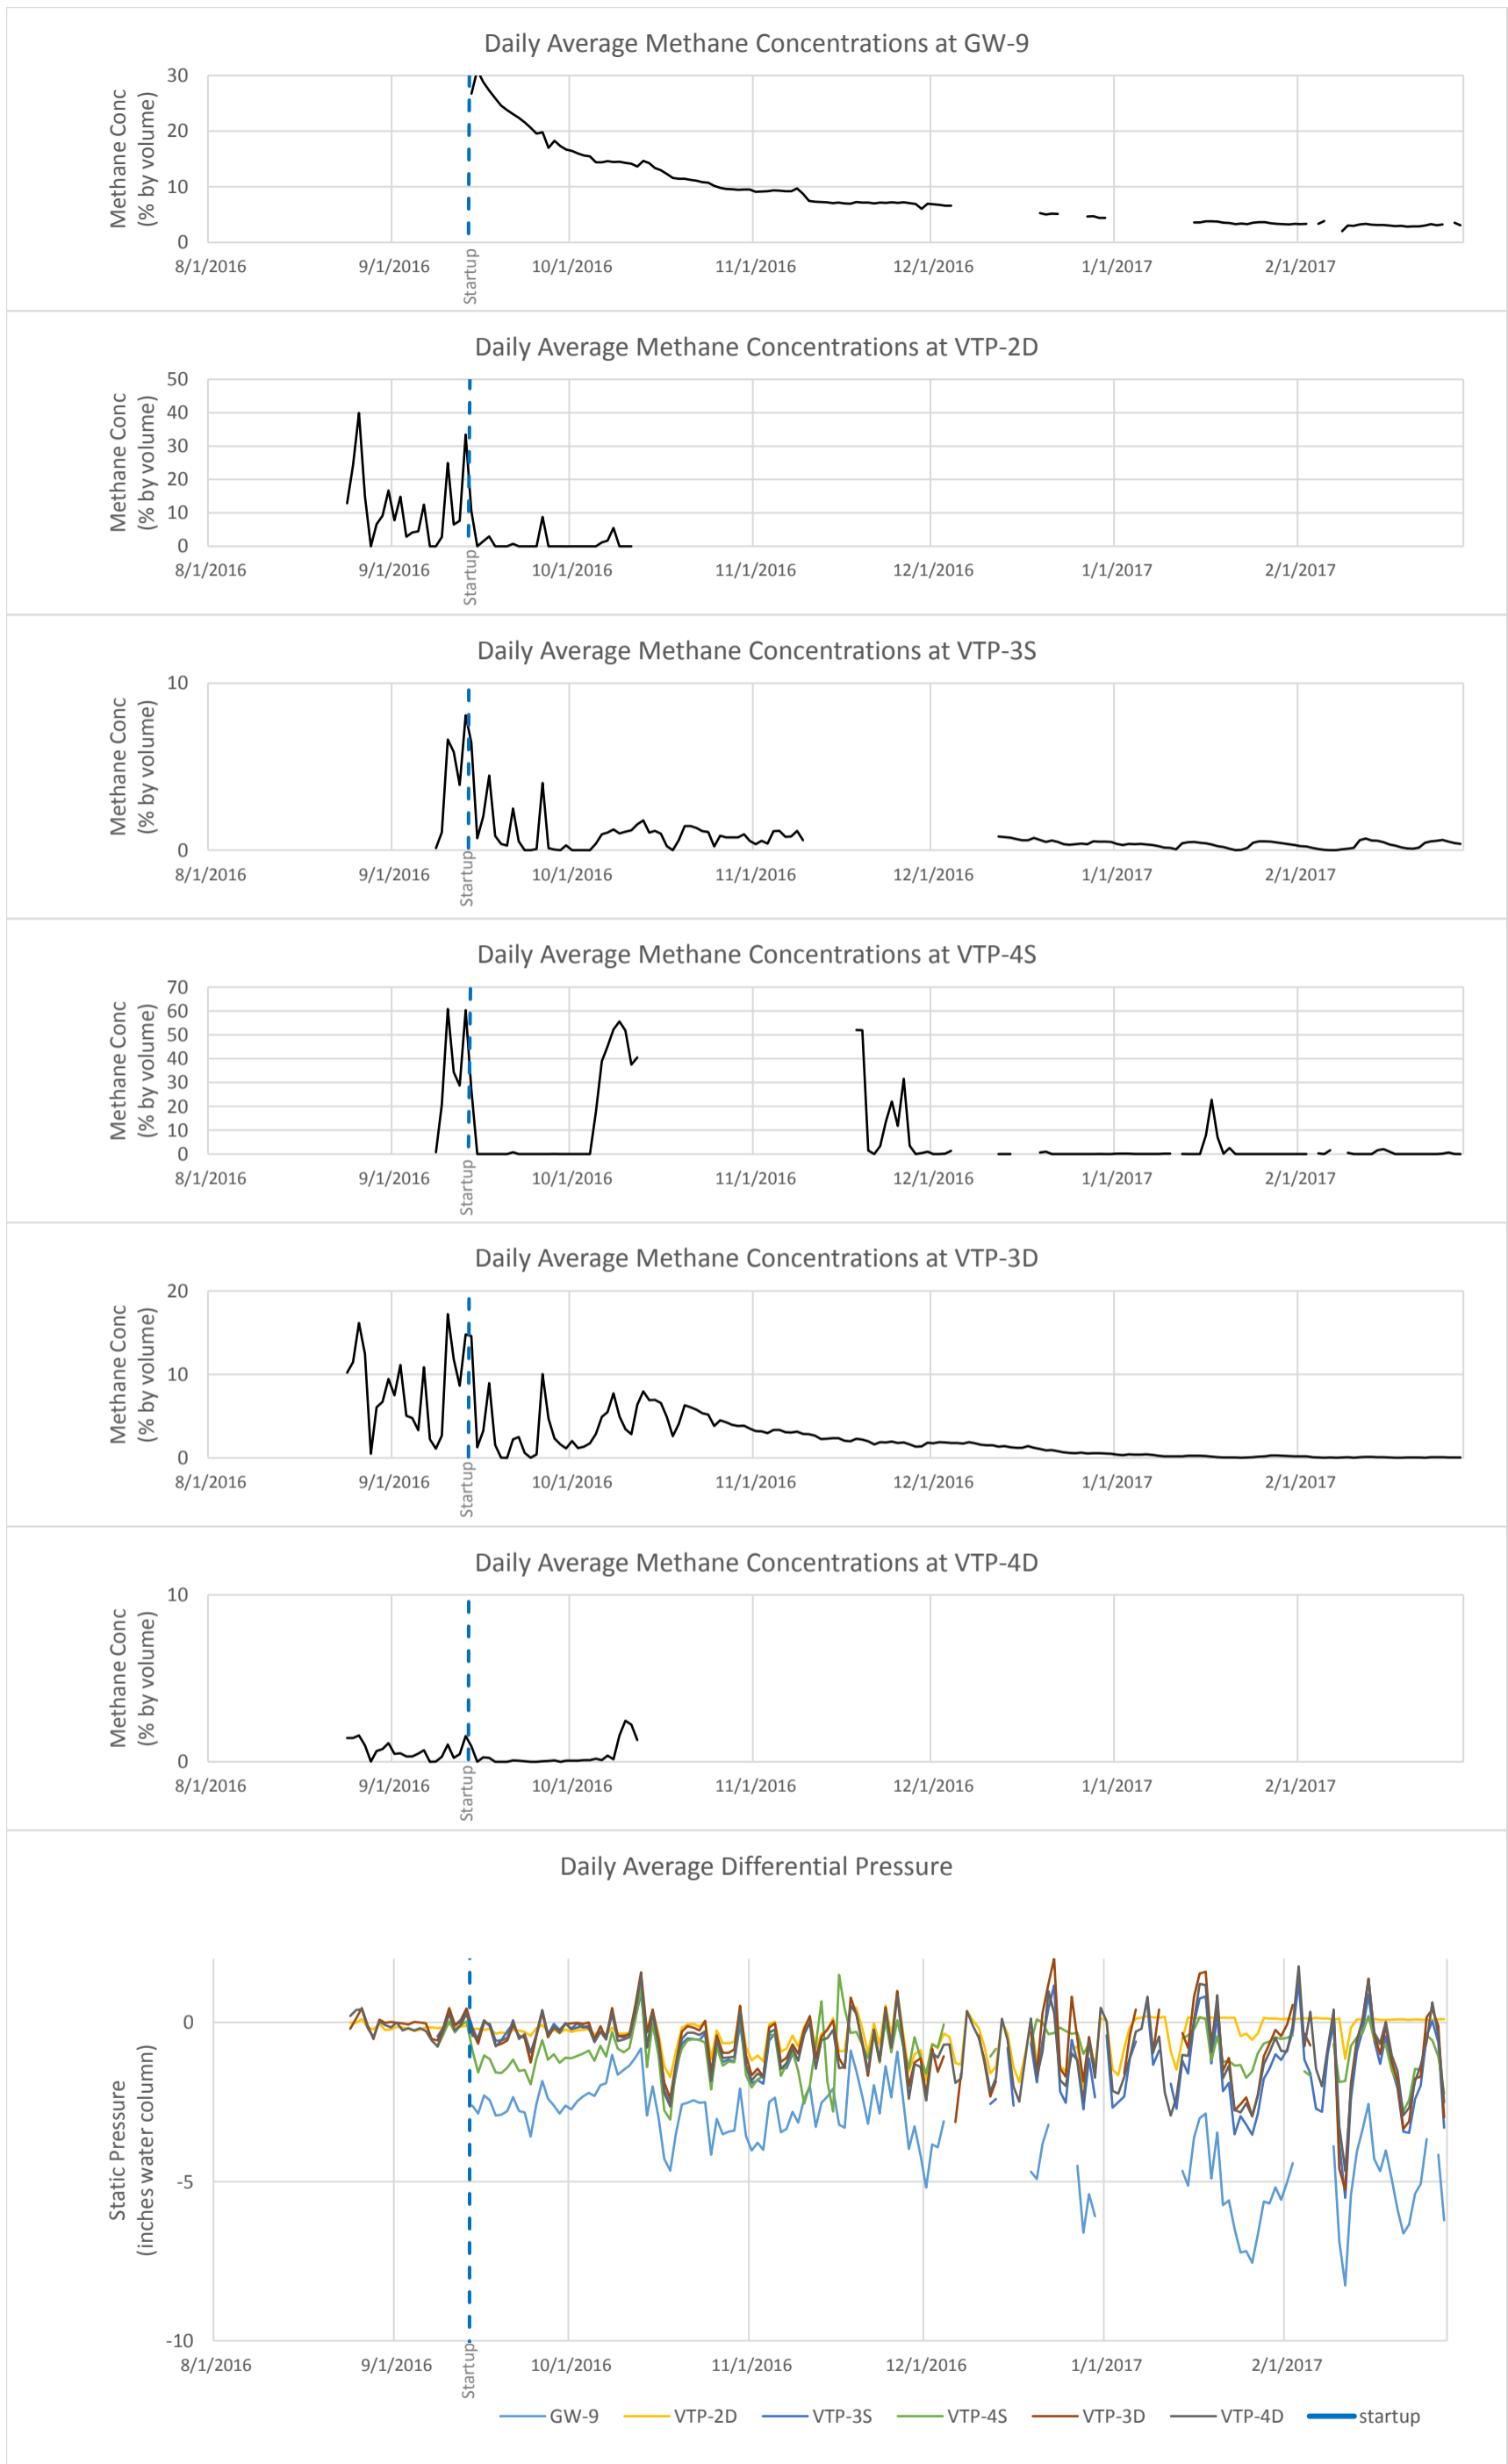 Daily Average Methane Concentrations at GW-9
Methane Conc
(% by volume)
30
20
10
0
8/1/2016 9/1/2016 10/1/2016 11/1/2016 12/1/2016 1/1/2017 2/1/2017
Startup
Daily Average Methane Concentrations at VTP-2D
Methane Conc
(% by volume)
50
40
30
20
10
0
8/1/2016 9/1/2016 10/1/2016 11/1/2016 12/1/2016 1/1/2017 2/1/2017
Startup
Daily Average Methane Concentrations at VTP-3S
Methane Conc
(% by volume)
10
0
8/1/2016 9/1/2016 10/1/2016 11/1/2016 12/1/2016 1/1/2017 2/1/2017
Startup
Daily Average Methane Concentrations at VTP-4S
Methane Conc
(% by volume)
70
60
50
40
30
20
10
0
8/1/2016 9/1/2016 10/1/2016 11/1/2016 12/1/2016 1/1/2017 2/1/2017
Startup
Daily Average Methane Concentrations at VTP-3D
Methane Conc
(% by volume)
20
10
0
8/1/2016 9/1/2016 10/1/2016 11/1/2016 12/1/2016 1/1/2017 2/1/2017
Startup
Daily Average Methane Concentrations at VTP-4D
Methane Conc
(% by volume)
10
0
8/1/2016 9/1/2016 10/1/2016 11/1/2016 12/1/2016 1/1/2017 2/1/2017
Startup
Daily Average Differential Pressure
Static Pressure
(inches water column)
0
-5
-10
8/1/2016 9/1/2016 10/1/2016 11/1/2016 12/1/2016 1/1/2017 2/1/2017
Startup
GW-9 VTP-2D VTP-3S VTP-4S VTP-3D VTP-4D startup